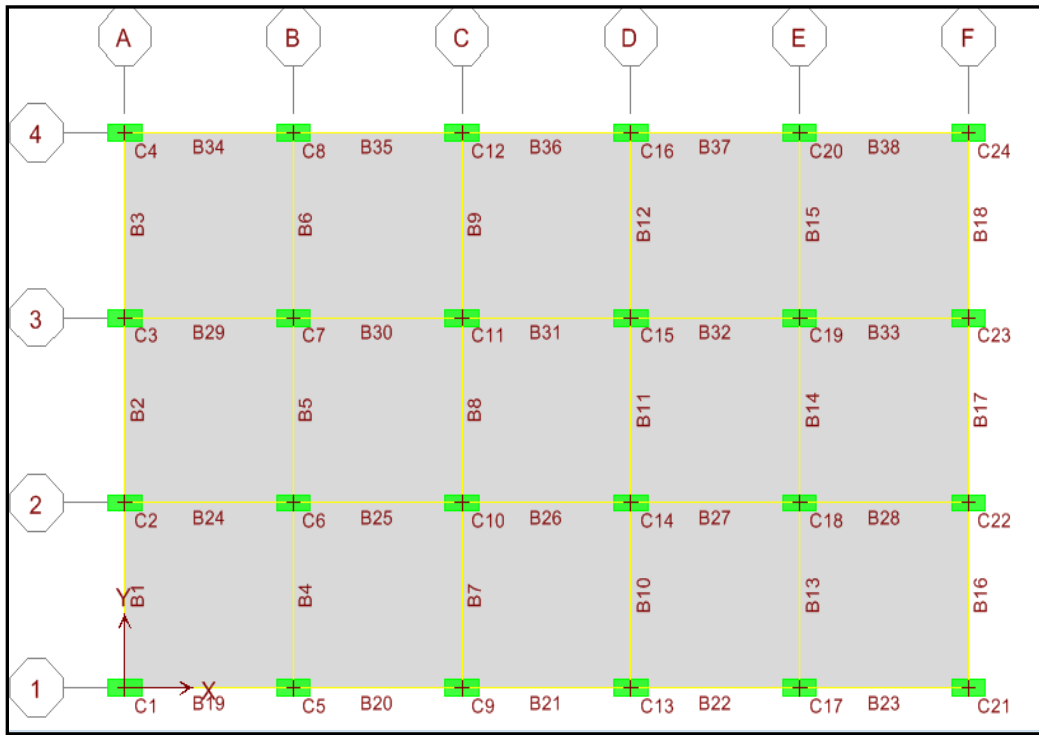 A B C D E F
4
C4 B34 C8 B35 C12 B36 C16 B37 C20 B38 C24
B3 B6 B9 B12 B15 B18
3
C3 B29 C7 B30 C11 B31 C15 B32 C19 B33 C23
B2 B5 B8 B11 B14 B17
2
C2 B24 C6 B25 C10 B26 C14 B27 C18 B28 C22
Y B1 B4 B7 B10 B13 B16
1 X
C1 B19 C5 B20 C9 B21 C13 B22 C17 B23 C21